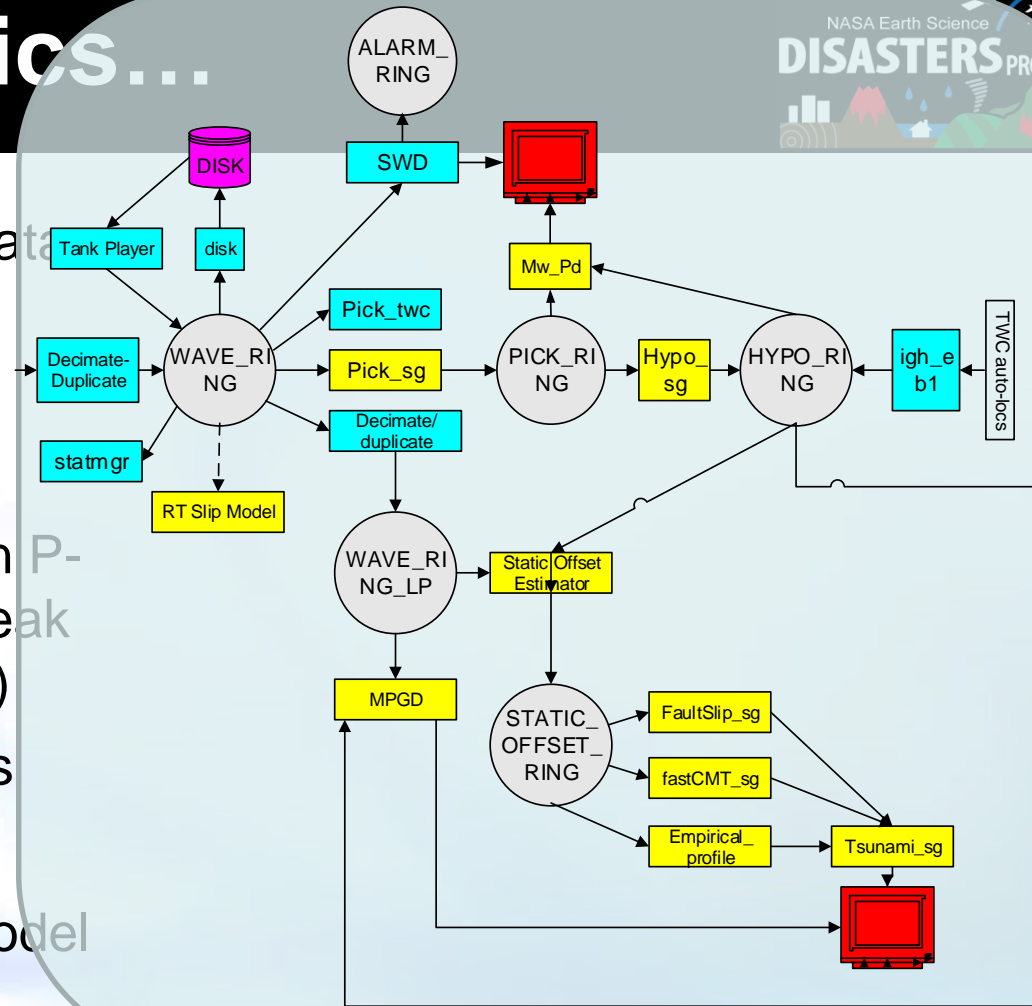 ics...
NASA Earth Science
DISASTERS PRO
ALARM_
RING
DISK
SWD
ata
Tank Player
disk
Mw_Pd
Pick_twc
Decimate-
Duplicate
WAVE_RI
NG
Pick_sg
PICK_RI
NG
Hypo_
sg
HYPO_RI
NG
igh_e
b1
TWC auto-locs
Decimate/
duplicate
statmgr
RT Slip Model
n P-
eak
)
s
odel
WAVE_RI
NG_LP
Static Offset
Estimator
MPGD
STATIC_
OFFSET_
RING
FaultSlip_sg
fastCMT_sg
Empirical_
profile
Tsunami_sg